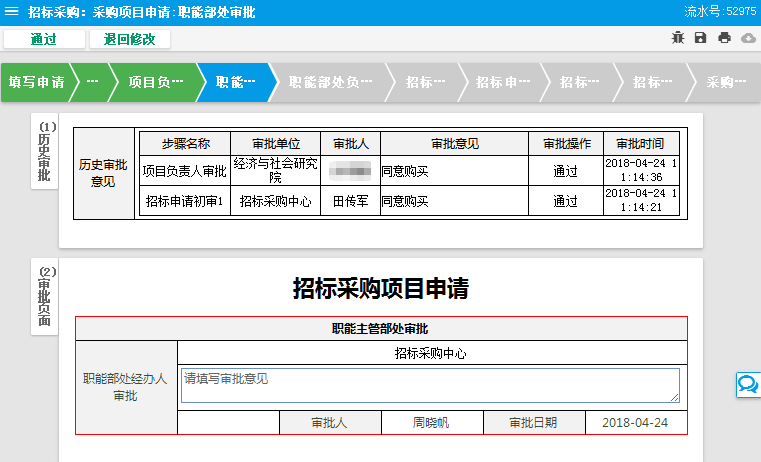 招标采购：采购项目申请:职能部处审批
流水号:52975
通过 退回修改
填写申请 ... 项目负... 职能... 职能部处负... 招标... 招标申... 招标... 招标... 采购...
(1)历史审批
历史审批意见
步骤名称 审批单位 审批人 审批意见 审批操作 审批时间
项目负责人审批 经济与社会研究院 同意购买 通过 2018-04-24 11:14:36
招标申请初审1 招标采购中心 田传军 同意购买 通过 2018-04-24 11:14:21
(2)审批页面
招标采购项目申请
职能主管部处审批
职能部处经办人审批
招标采购中心
请填写审批意见
审批人 周晓帆 审批日期 2018-04-24